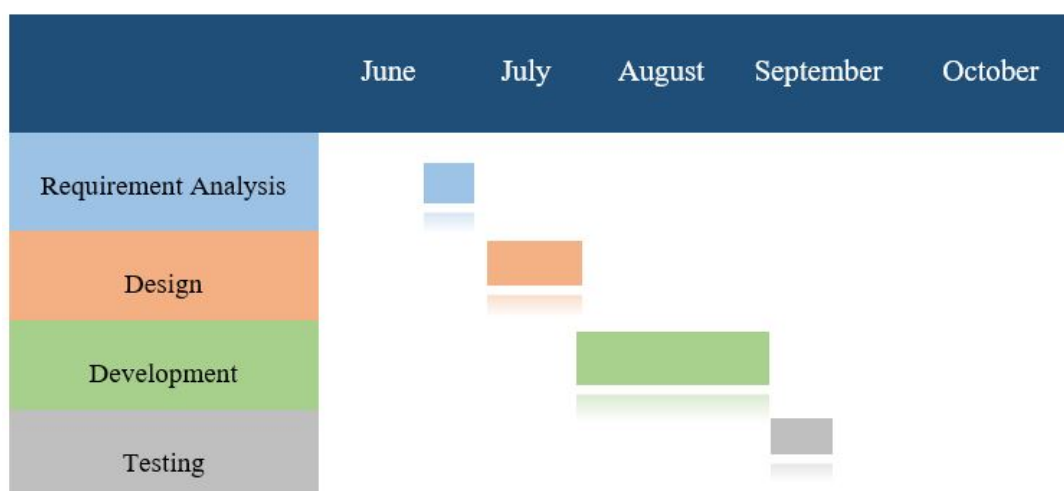 June July August September October
Requirement Analysis
Design
Development
Testing